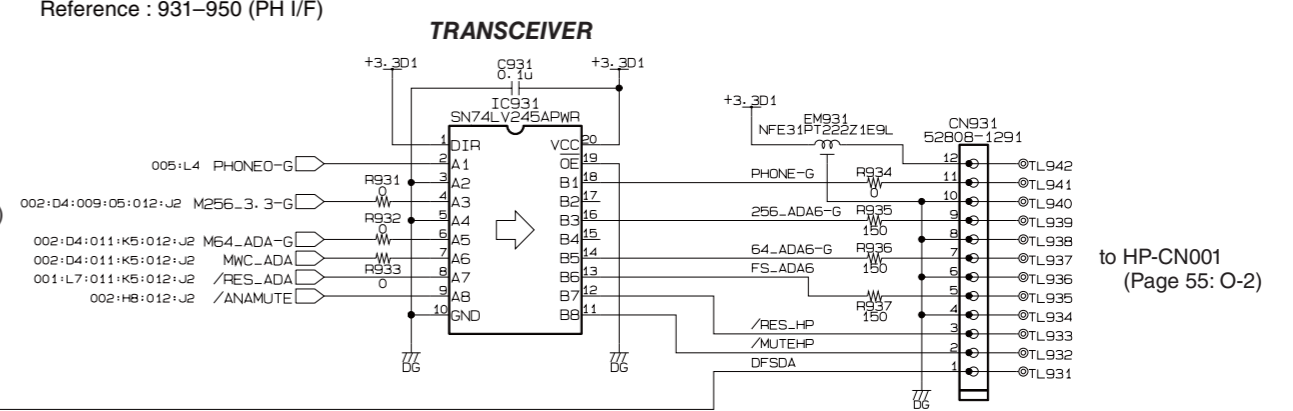 Reference : 931–950 (PH I/F)
TRANSCEIVER
+3.3D1
C931
0.1u
+3.3D1
IC931
SN74LV245APWR
+3.3D1
EM931
NFE31PT222Z1E9L
CN931
52808-1291
1 DIR VCC 20
005:L4 PHONEO-G 2 A1 OE 19
R931
0
3 A2 B1 18 PHONE-G R934
0
002:D4:009:05:012:J2 M256_3.3-G 4 A3 B2 17
R932
0
5 A4 B3 16 256_ADA6-G R935
150
002:D4:011:K5:012:J2 M64_ADA-G 6 A5 B4 15
002:D4:011:K5:012:J2 MWC_ADA 7 A6 B5 14 64_ADA6-G R936
150
R933
0
001:L7:011:K5:012:J2 /RES_ADA 8 A7 B6 13 FS_ADA6
R937
150
002:H8:012:J2 /ANAMUTE 9 A8 B7 12 /RES_HP
10 GND B8 11 /MUTEHP
DFSDA
DG
DG
DG
12 TL942
11 TL941
10 TL940
9 TL939
8 TL938
7 TL937
6 TL936
5 TL935
4 TL934
3 TL933
2 TL932
1 TL931
to HP-CN001
(Page 55: O-2)